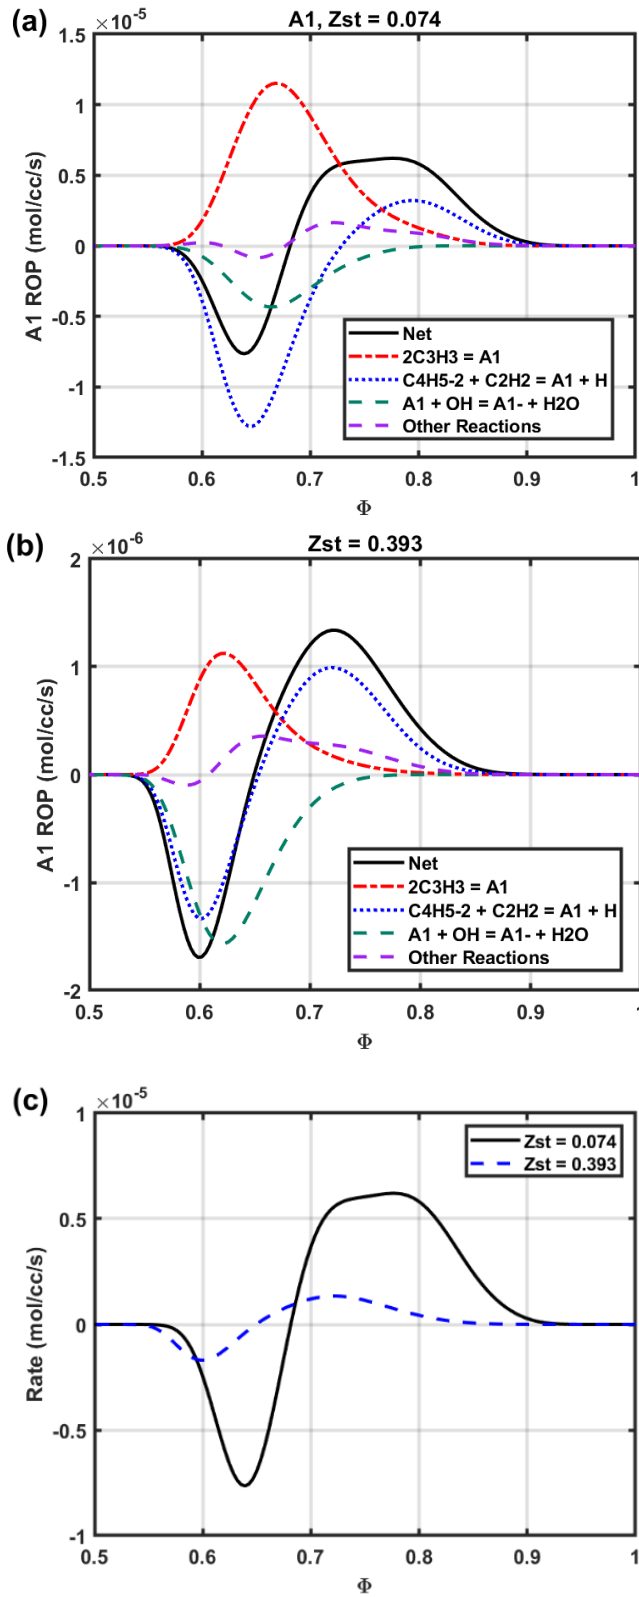 (a)
×10-5
A1, Zst = 0.074
1.5
1
0.5
0
-0.5
-1
-1.5
A1 ROP (mol/cc/s)
Net
2C3H3 = A1
C4H5-2 + C2H2 = A1 + H
A1 + OH = A1- + H2O
Other Reactions
0.5 0.6 0.7 0.8 0.9 1
Φ
(b)
×10-6
Zst = 0.393
2
1
0
-1
-2
A1 ROP (mol/cc/s)
Net
2C3H3 = A1
C4H5-2 + C2H2 = A1 + H
A1 + OH = A1- + H2O
Other Reactions
0.5 0.6 0.7 0.8 0.9 1
Φ
(c)
×10-5
1
0.5
0
-0.5
-1
Rate (mol/cc/s)
Zst = 0.074
Zst = 0.393
0.5 0.6 0.7 0.8 0.9 1
Φ